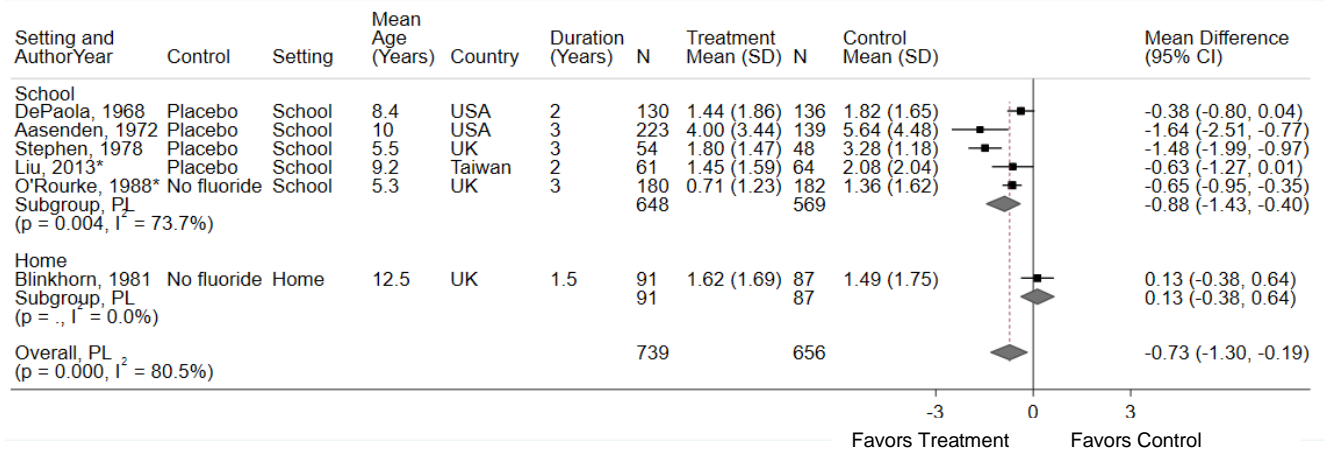 Setting and AuthorYear Control Setting Mean Age (Years) Country Duration (Years) N Treatment Mean (SD) N Control Mean (SD) Mean Difference (95% CI)
School
DePaola, 1968 Placebo School 8.4 USA 2 130 1.44 (1.86) 136 1.82 (1.65) -0.38 (-0.80, 0.04)
Aasenden, 1972 Placebo School 10 USA 3 223 4.00 (3.44) 139 5.64 (4.48) -1.64 (-2.51, -0.77)
Stephen, 1978 Placebo School 5.5 UK 3 54 1.80 (1.47) 48 3.28 (1.18) -1.48 (-1.99, -0.97)
Liu, 2013* Placebo School 9.2 Taiwan 2 61 1.45 (1.59) 64 2.08 (2.04) -0.63 (-1.27, 0.01)
O'Rourke, 1988* No fluoride School 5.3 UK 3 180 0.71 (1.23) 182 1.36 (1.62) -0.65 (-0.95, -0.35)
Subgroup, PL 648 569 -0.88 (-1.43, -0.40)
(p = 0.004, I² = 73.7%)
Home
Blinkhorn, 1981 No fluoride Home 12.5 UK 1.5 91 1.62 (1.69) 87 1.49 (1.75) 0.13 (-0.38, 0.64)
Subgroup, PL 91 87 0.13 (-0.38, 0.64)
(p = ., I² = 0.0%)
Overall, PL 739 656 -0.73 (-1.30, -0.19)
(p = 0.000, I² = 80.5%)
-3 0 3
Favors Treatment Favors Control